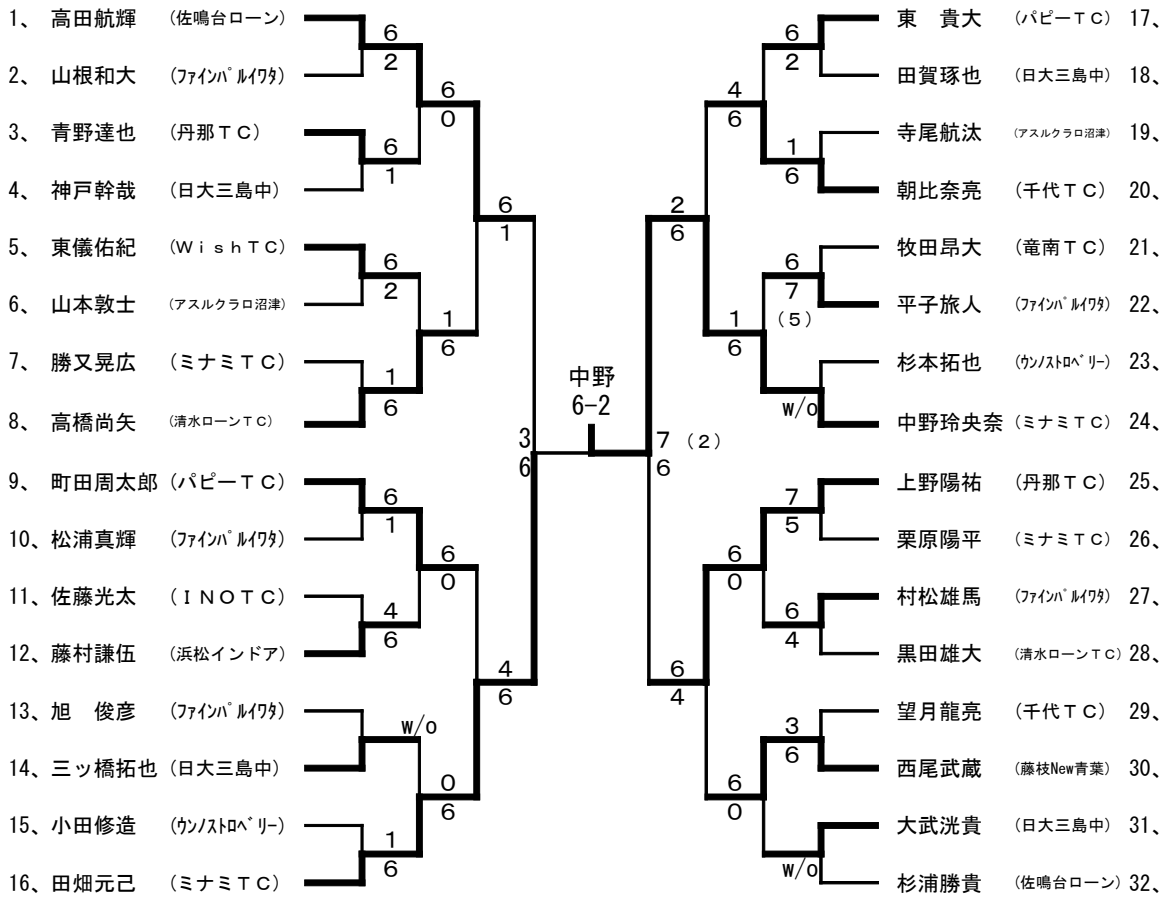 1、 高田航輝 (佐鳴台ローン)
2、 山根和大 (ファインパルイワタ)
3、 青野達也 (丹那TC)
4、 神戸幹哉 (日大三島中)
5、 東儀佑紀 (WishTC)
6、 山本敦士 (アスルクラロ沼津)
7、 勝又晃広 (ミナミTC)
8、 高橋尚矢 (清水ローンTC)
9、 町田周太郎 (パピーTC)
10、 松浦真輝 (ファインパルイワタ)
11、 佐藤光太 (INOTC)
12、 藤村謙伍 (浜松インドア)
13、 旭 俊彦 (ファインパルイワタ)
14、 三ッ橋拓也 (日大三島中)
15、 小田修造 (ウンノストロベリー)
16、 田畑元己 (ミナミTC)
6
2
6
1
6
2
1
6
6
1
4
6
w/o
1
6
6
0
1
6
6
0
0
6
6
1
4
6
3
6
中野
6-2
7 (2)
6
2
6
6
4
4
6
1
6
6
0
6
0
6
2
1
6
6
7
(5)
w/o
7
5
6
4
3
6
w/o
東 貴大 (パピーTC) 17、
田賀琢也 (日大三島中) 18、
寺尾航汰 (アスルクラロ沼津) 19、
朝比奈亮 (千代TC) 20、
牧田昂大 (竜南TC) 21、
平子旅人 (ファインパルイワタ) 22、
杉本拓也 (ウンノストロベリー) 23、
中野玲央奈 (ミナミTC) 24、
上野陽祐 (丹那TC) 25、
栗原陽平 (ミナミTC) 26、
村松雄馬 (ファインパルイワタ) 27、
黒田雄大 (清水ローンTC) 28、
望月龍亮 (千代TC) 29、
西尾武蔵 (藤枝New青葉) 30、
大武洸貴 (日大三島中) 31、
杉浦勝貴 (佐鳴台ローン) 32、